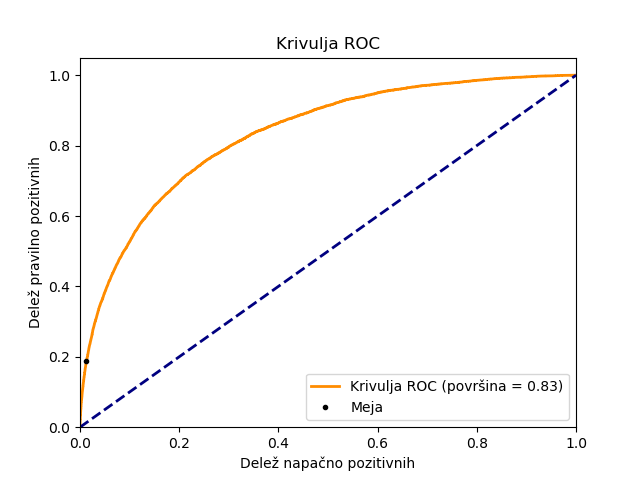 Krivulja ROC
Delež pravilno pozitivnih
1.0
0.8
0.6
0.4
0.2
0.0
0.0 0.2 0.4 0.6 0.8 1.0
Delež napačno pozitivnih
Krivulja ROC (površina = 0.83)
Meja